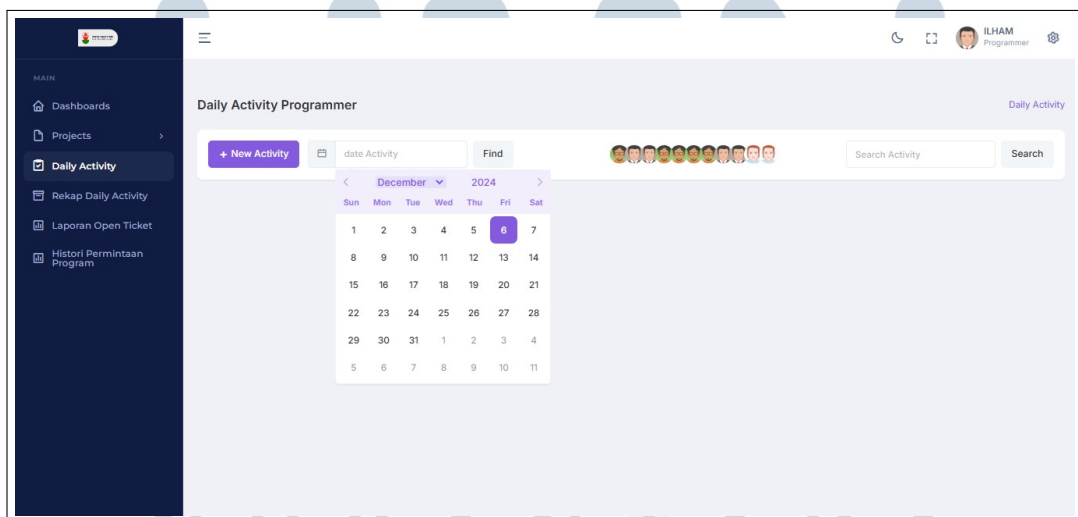 ILHAM
Programmer
MAIN
Dashboards
Projects
Daily Activity
Rekap Daily Activity
Laporan Open Ticket
Histori Permintaan
Program
Daily Activity Programmer
Daily Activity
+ New Activity
date Activity
Find
Search Activity
Search
December 2024
Sun Mon Tue Wed Thu Fri Sat
1 2 3 4 5 6 7
8 9 10 11 12 13 14
15 16 17 18 19 20 21
22 23 24 25 26 27 28
29 30 31 1 2 3 4
5 6 7 8 9 10 11